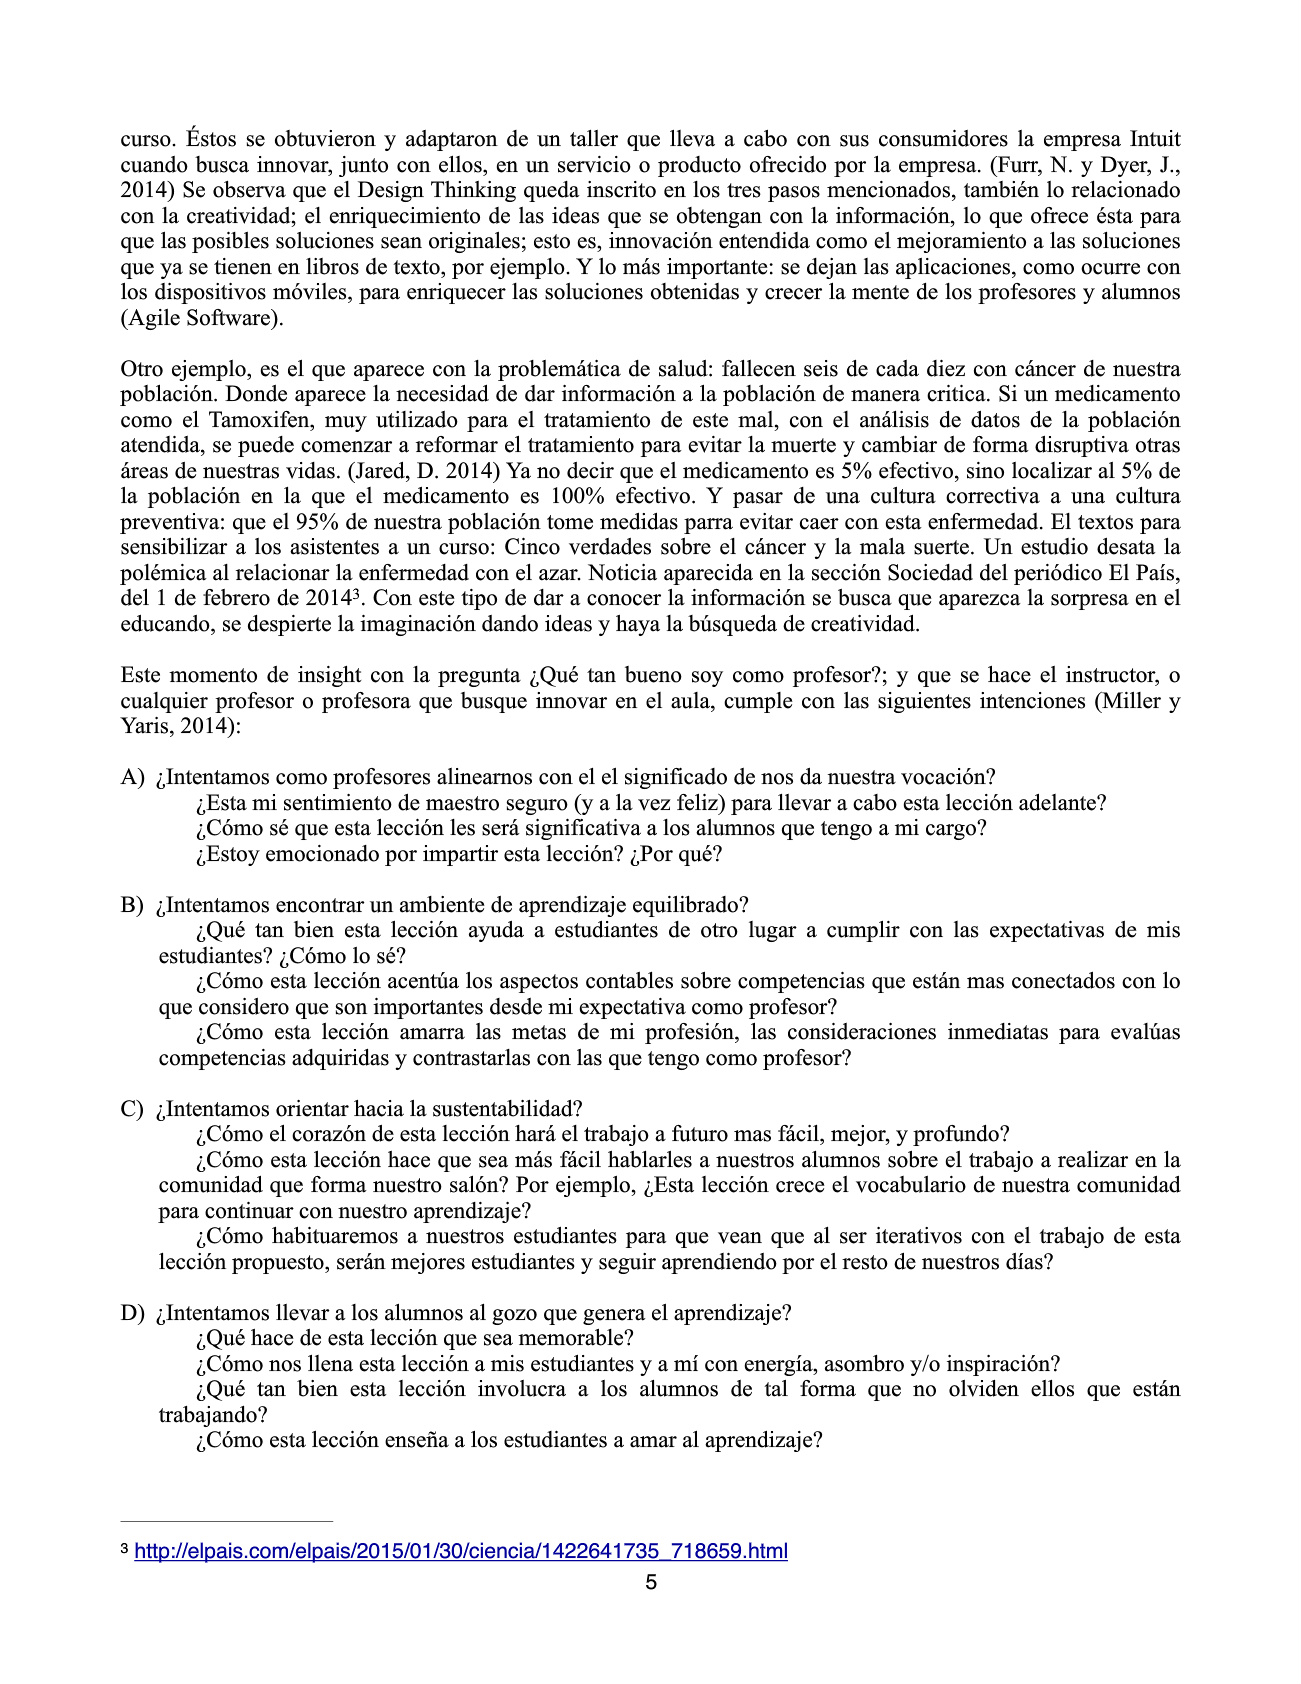 curso. Éstos se obtuvieron y adaptaron de un taller que lleva a cabo con sus consumidores la empresa Intuit
cuando busca innovar, junto con ellos, en un servicio o producto ofrecido por la empresa. (Furr, N. y Dyer, J.,
2014) Se observa que el Design Thinking queda inscrito en los tres pasos mencionados, también lo relacionado
con la creatividad; el enriquecimiento de las ideas que se obtengan con la información, lo que ofrece ésta para
que las posibles soluciones sean originales; esto es, innovación entendida como el mejoramiento a las soluciones
que ya se tienen en libros de texto, por ejemplo. Y lo más importante: se dejan las aplicaciones, como ocurre con
los dispositivos móviles, para enriquecer las soluciones obtenidas y crecer la mente de los profesores y alumnos
(Agile Software).
Otro ejemplo, es el que aparece con la problemática de salud: fallecen seis de cada diez con cáncer de nuestra
población. Donde aparece la necesidad de dar información a la población de manera critica. Si un medicamento
como el Tamoxifen, muy utilizado para el tratamiento de este mal, con el análisis de datos de la población
atendida, se puede comenzar a reformar el tratamiento para evitar la muerte y cambiar de forma disruptiva otras
áreas de nuestras vidas. (Jared, D. 2014) Ya no decir que el medicamento es 5% efectivo, sino localizar al 5% de
la población en la que el medicamento es 100% efectivo. Y pasar de una cultura correctiva a una cultura
preventiva: que el 95% de nuestra población tome medidas parra evitar caer con esta enfermedad. El textos para
sensibilizar a los asistentes a un curso: Cinco verdades sobre el cáncer y la mala suerte. Un estudio desata la
polémica al relacionar la enfermedad con el azar. Noticia aparecida en la sección Sociedad del periódico El País,
del 1 de febrero de 2014³. Con este tipo de dar a conocer la información se busca que aparezca la sorpresa en el
educando, se despierte la imaginación dando ideas y haya la búsqueda de creatividad.
Este momento de insight con la pregunta ¿Qué tan bueno soy como profesor?; y que se hace el instructor, o
cualquier profesor o profesora que busque innovar en el aula, cumple con las siguientes intenciones (Miller y
Yaris, 2014):
A) ¿Intentamos como profesores alinearnos con el el significado de nos da nuestra vocación?
¿Esta mi sentimiento de maestro seguro (y a la vez feliz) para llevar a cabo esta lección adelante?
¿Cómo sé que esta lección les será significativa a los alumnos que tengo a mi cargo?
¿Estoy emocionado por impartir esta lección? ¿Por qué?
B) ¿Intentamos encontrar un ambiente de aprendizaje equilibrado?
¿Qué tan bien esta lección ayuda a estudiantes de otro lugar a cumplir con las expectativas de mis
estudiantes? ¿Cómo lo sé?
¿Cómo esta lección acentúa los aspectos contables sobre competencias que están mas conectados con lo
que considero que son importantes desde mi expectativa como profesor?
¿Cómo esta lección amarra las metas de mi profesión, las consideraciones inmediatas para evalúas
competencias adquiridas y contrastarlas con las que tengo como profesor?
C) ¿Intentamos orientar hacia la sustentabilidad?
¿Cómo el corazón de esta lección hará el trabajo a futuro mas fácil, mejor, y profundo?
¿Cómo esta lección hace que sea más fácil hablarles a nuestros alumnos sobre el trabajo a realizar en la
comunidad que forma nuestro salón? Por ejemplo, ¿Esta lección crece el vocabulario de nuestra comunidad
para continuar con nuestro aprendizaje?
¿Cómo habituaremos a nuestros estudiantes para que vean que al ser iterativos con el trabajo de esta
lección propuesto, serán mejores estudiantes y seguir aprendiendo por el resto de nuestros días?
D) ¿Intentamos llevar a los alumnos al gozo que genera el aprendizaje?
¿Qué hace de esta lección que sea memorable?
¿Cómo nos llena esta lección a mis estudiantes y a mí con energía, asombro y/o inspiración?
¿Qué tan bien esta lección involucra a los alumnos de tal forma que no olviden ellos que están
trabajando?
¿Cómo esta lección enseña a los estudiantes a amar al aprendizaje?
³ http://elpais.com/elpais/2015/01/30/ciencia/1422641735_718659.html
5